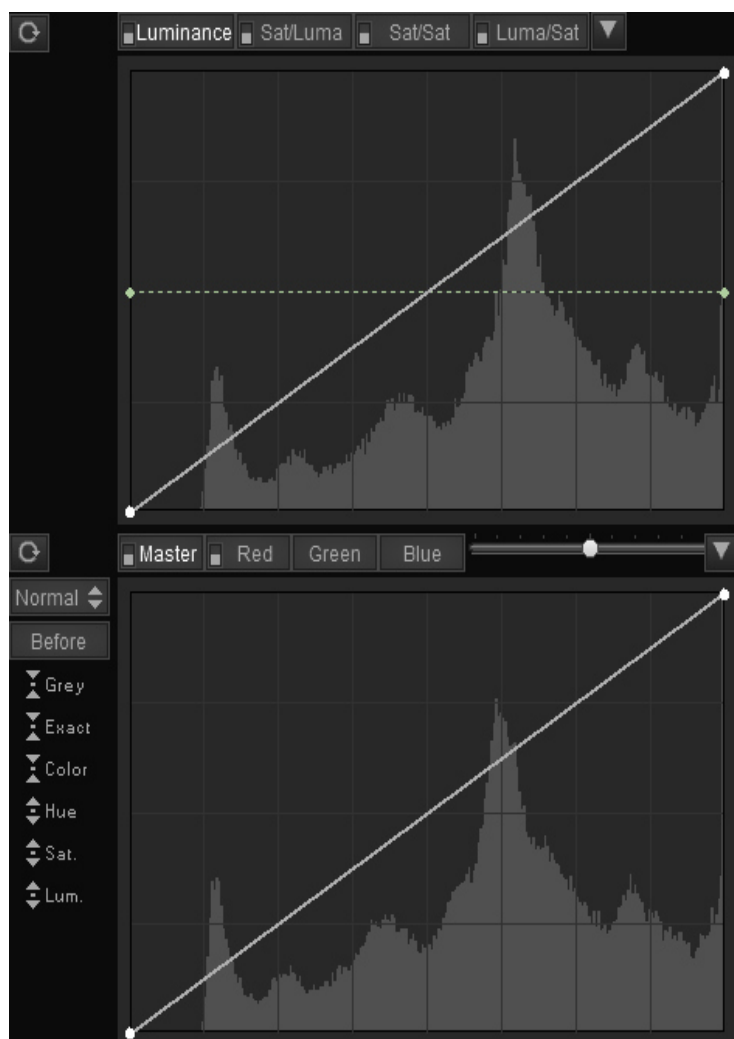 Luminance Sat/Luma Sat/Sat Luma/Sat
Master Red Green Blue
Normal
Before
Grey
Exact
Color
Hue
Sat.
Lum.